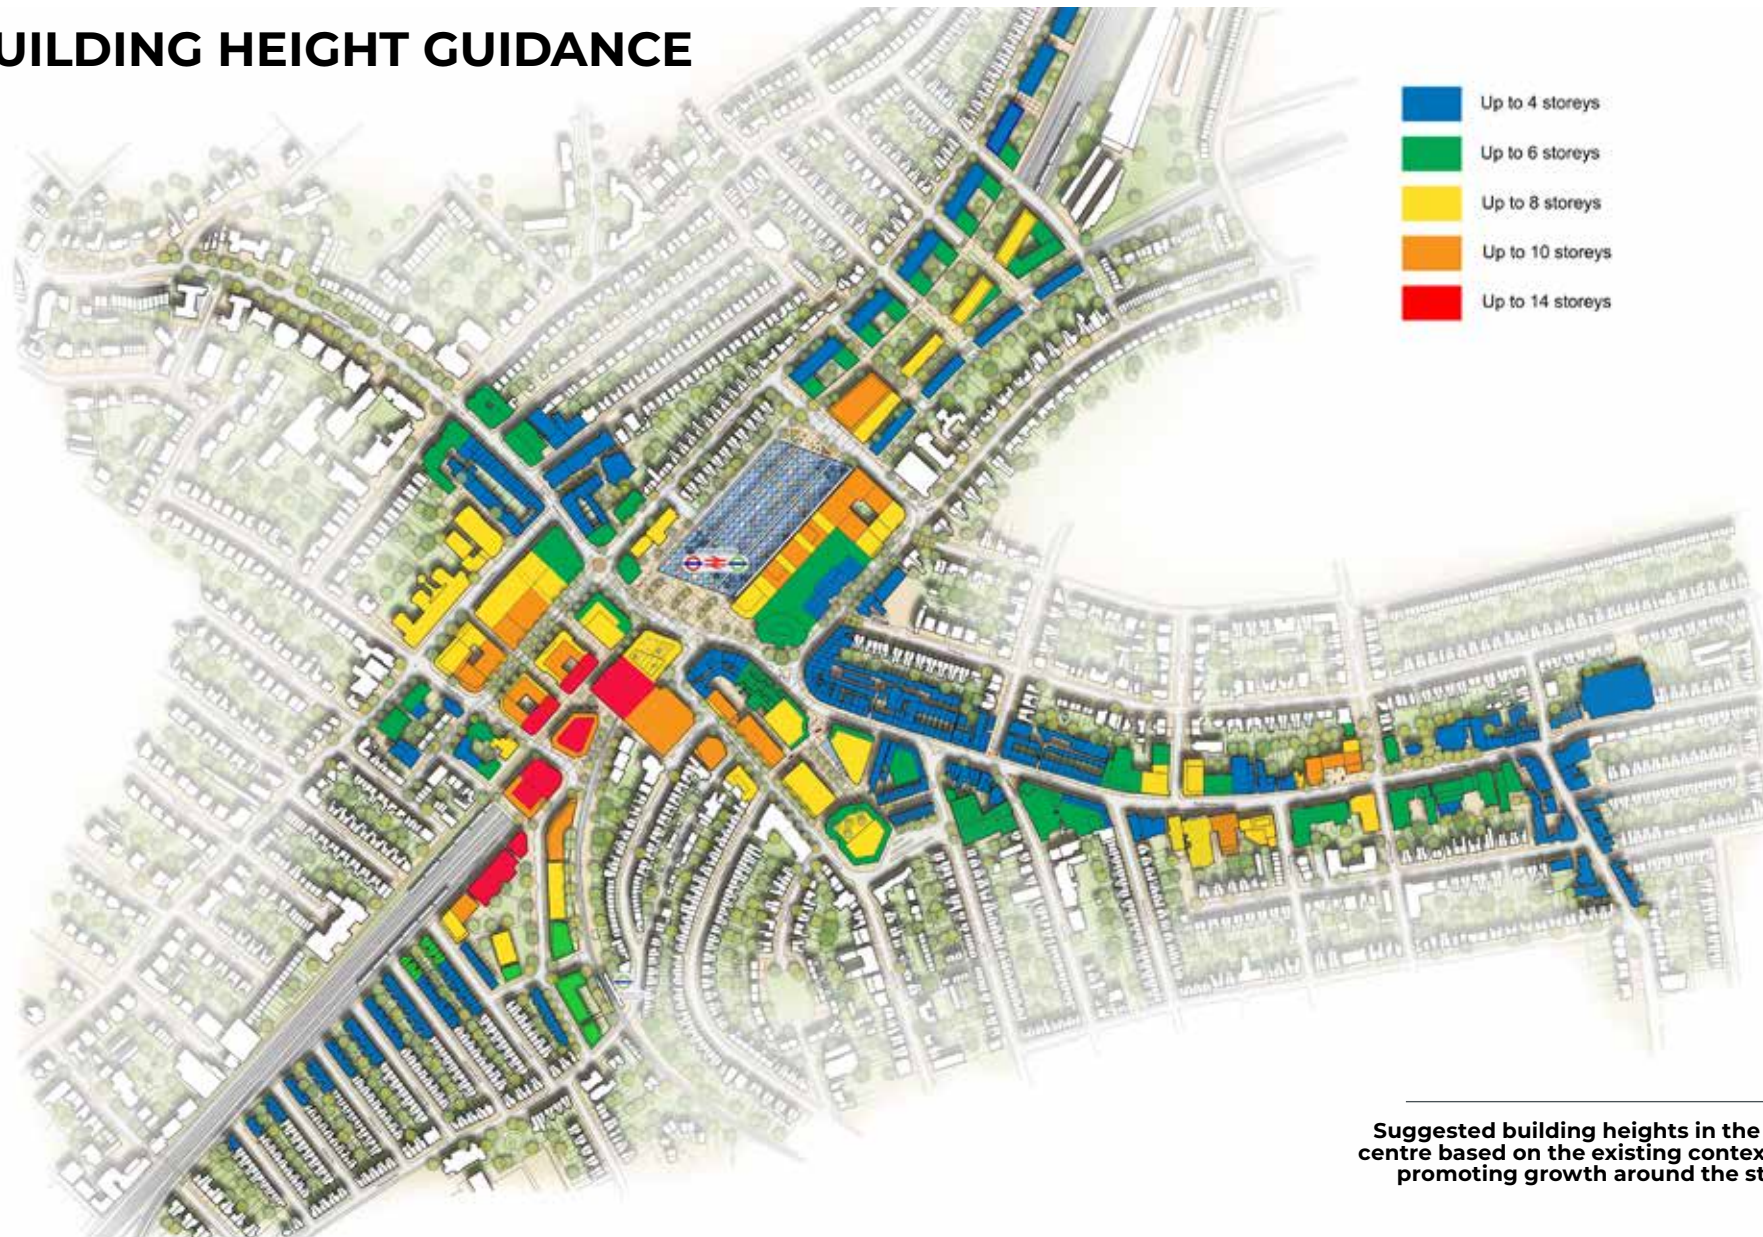 UILDING HEIGHT GUIDANCE
Up to 4 storeys
Up to 6 storeys
Up to 8 storeys
Up to 10 storeys
Up to 14 storeys
Suggested building heights in the
centre based on the existing contex
promoting growth around the st